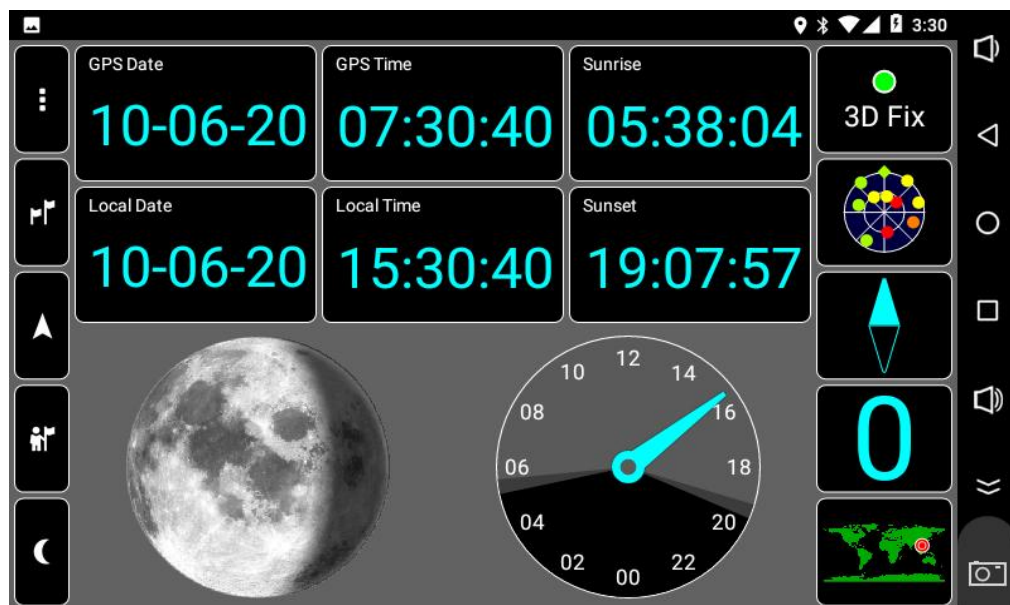 3:30
GPS Date
10-06-20
GPS Time
07:30:40
Sunrise
05:38:04
3D Fix
Local Date
10-06-20
Local Time
15:30:40
Sunset
19:07:57
0
12
10
14
08
16
06
18
04
20
02
22
00